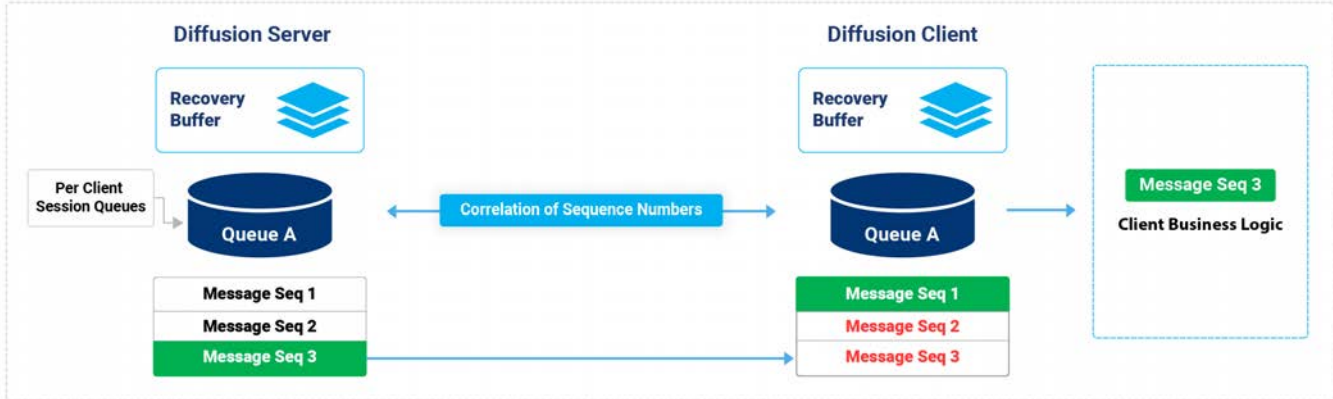 Diffusion Server
Recovery
Buffer
Per Client
Session Queues
Queue A
Message Seq 1
Message Seq 2
Message Seq 3
Correlation of Sequence Numbers
Diffusion Client
Recovery
Buffer
Queue A
Message Seq 1
Message Seq 2
Message Seq 3
Message Seq 3
Client Business Logic